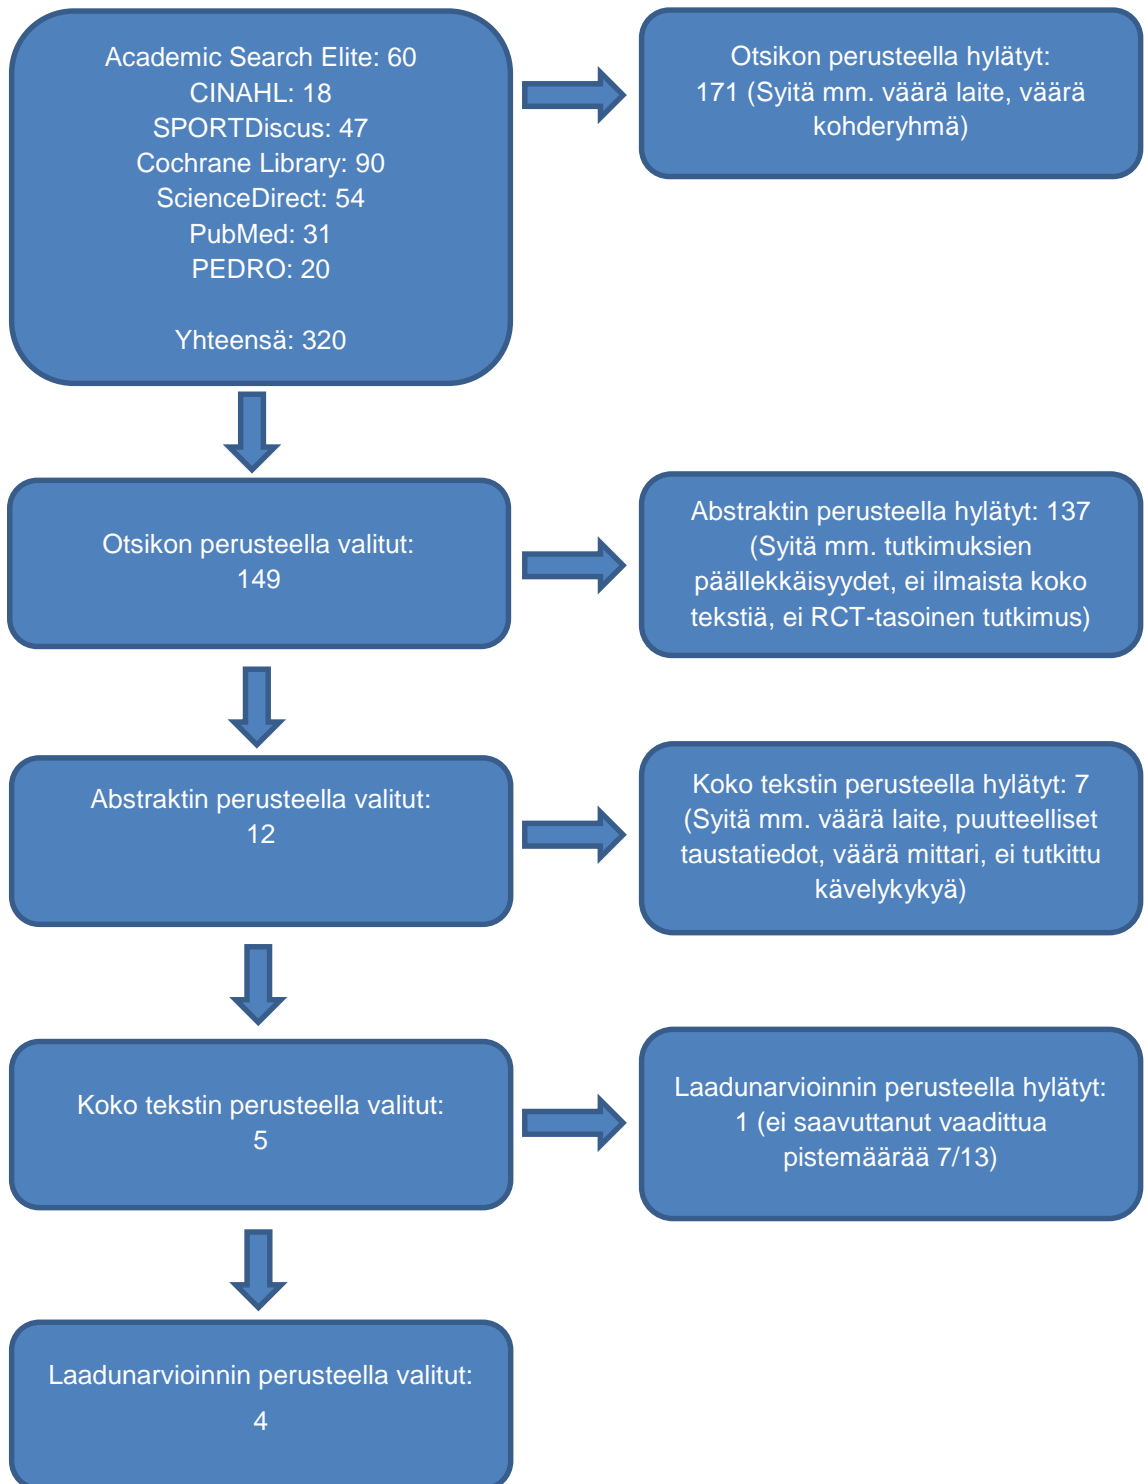 Academic Search Elite: 60
CINAHL: 18
SPORTDiscus: 47
Cochrane Library: 90
ScienceDirect: 54
PubMed: 31
PEDRO: 20
Yhteensä: 320
Otsikon perusteella hylätyt:
171 (Syitä mm. väärä laite, väärä
kohderyhmä)
Otsikon perusteella valitut:
149
Abstraktin perusteella hylätyt: 137
(Syitä mm. tutkimuksien
päällekkäisyydet, ei ilmaista koko
tekstiä, ei RCT-tasoinen tutkimus)
Abstraktin perusteella valitut:
12
Koko tekstin perusteella hylätyt: 7
(Syitä mm. väärä laite, puutteelliset
taustatiedot, väärä mittari, ei tutkittu
kävelykykyä)
Koko tekstin perusteella valitut:
5
Laadunarvioinnin perusteella hylätyt:
1 (ei saavuttanut vaadittua
pistemäärää 7/13)
Laadunarvioinnin perusteella valitut:
4